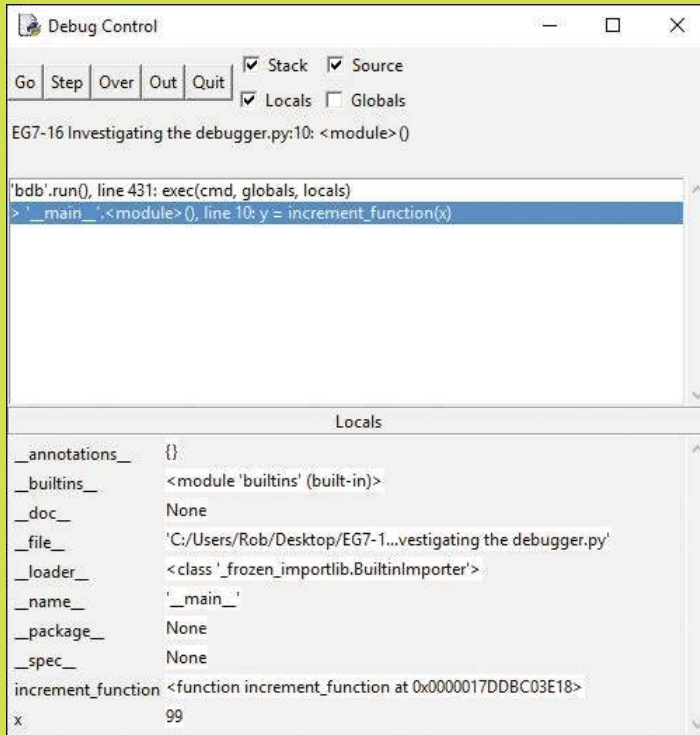 Debug Control
Go Step Over Out Quit
Stack Source
Locals Globals
EG7-16 Investigating the debugger.py:10: <module>()
'bdb'.run(), line 431: exec(cmd, globals, locals)
> '__main__'.<module>(), line 10: y = increment_function(x)
Locals
__annotations__ {}
__builtins__ <module 'builtins' (built-in)>
__doc__ None
__file__ 'C:/Users/Rob/Desktop/EG7-1...vestigating the debugger.py'
__loader__ <class '_frozen_importlib.BuiltinImporter'>
__name__ '__main__'
__package__ None
__spec__ None
increment_function <function increment_function at 0x0000017DDBC03E18>
x 99